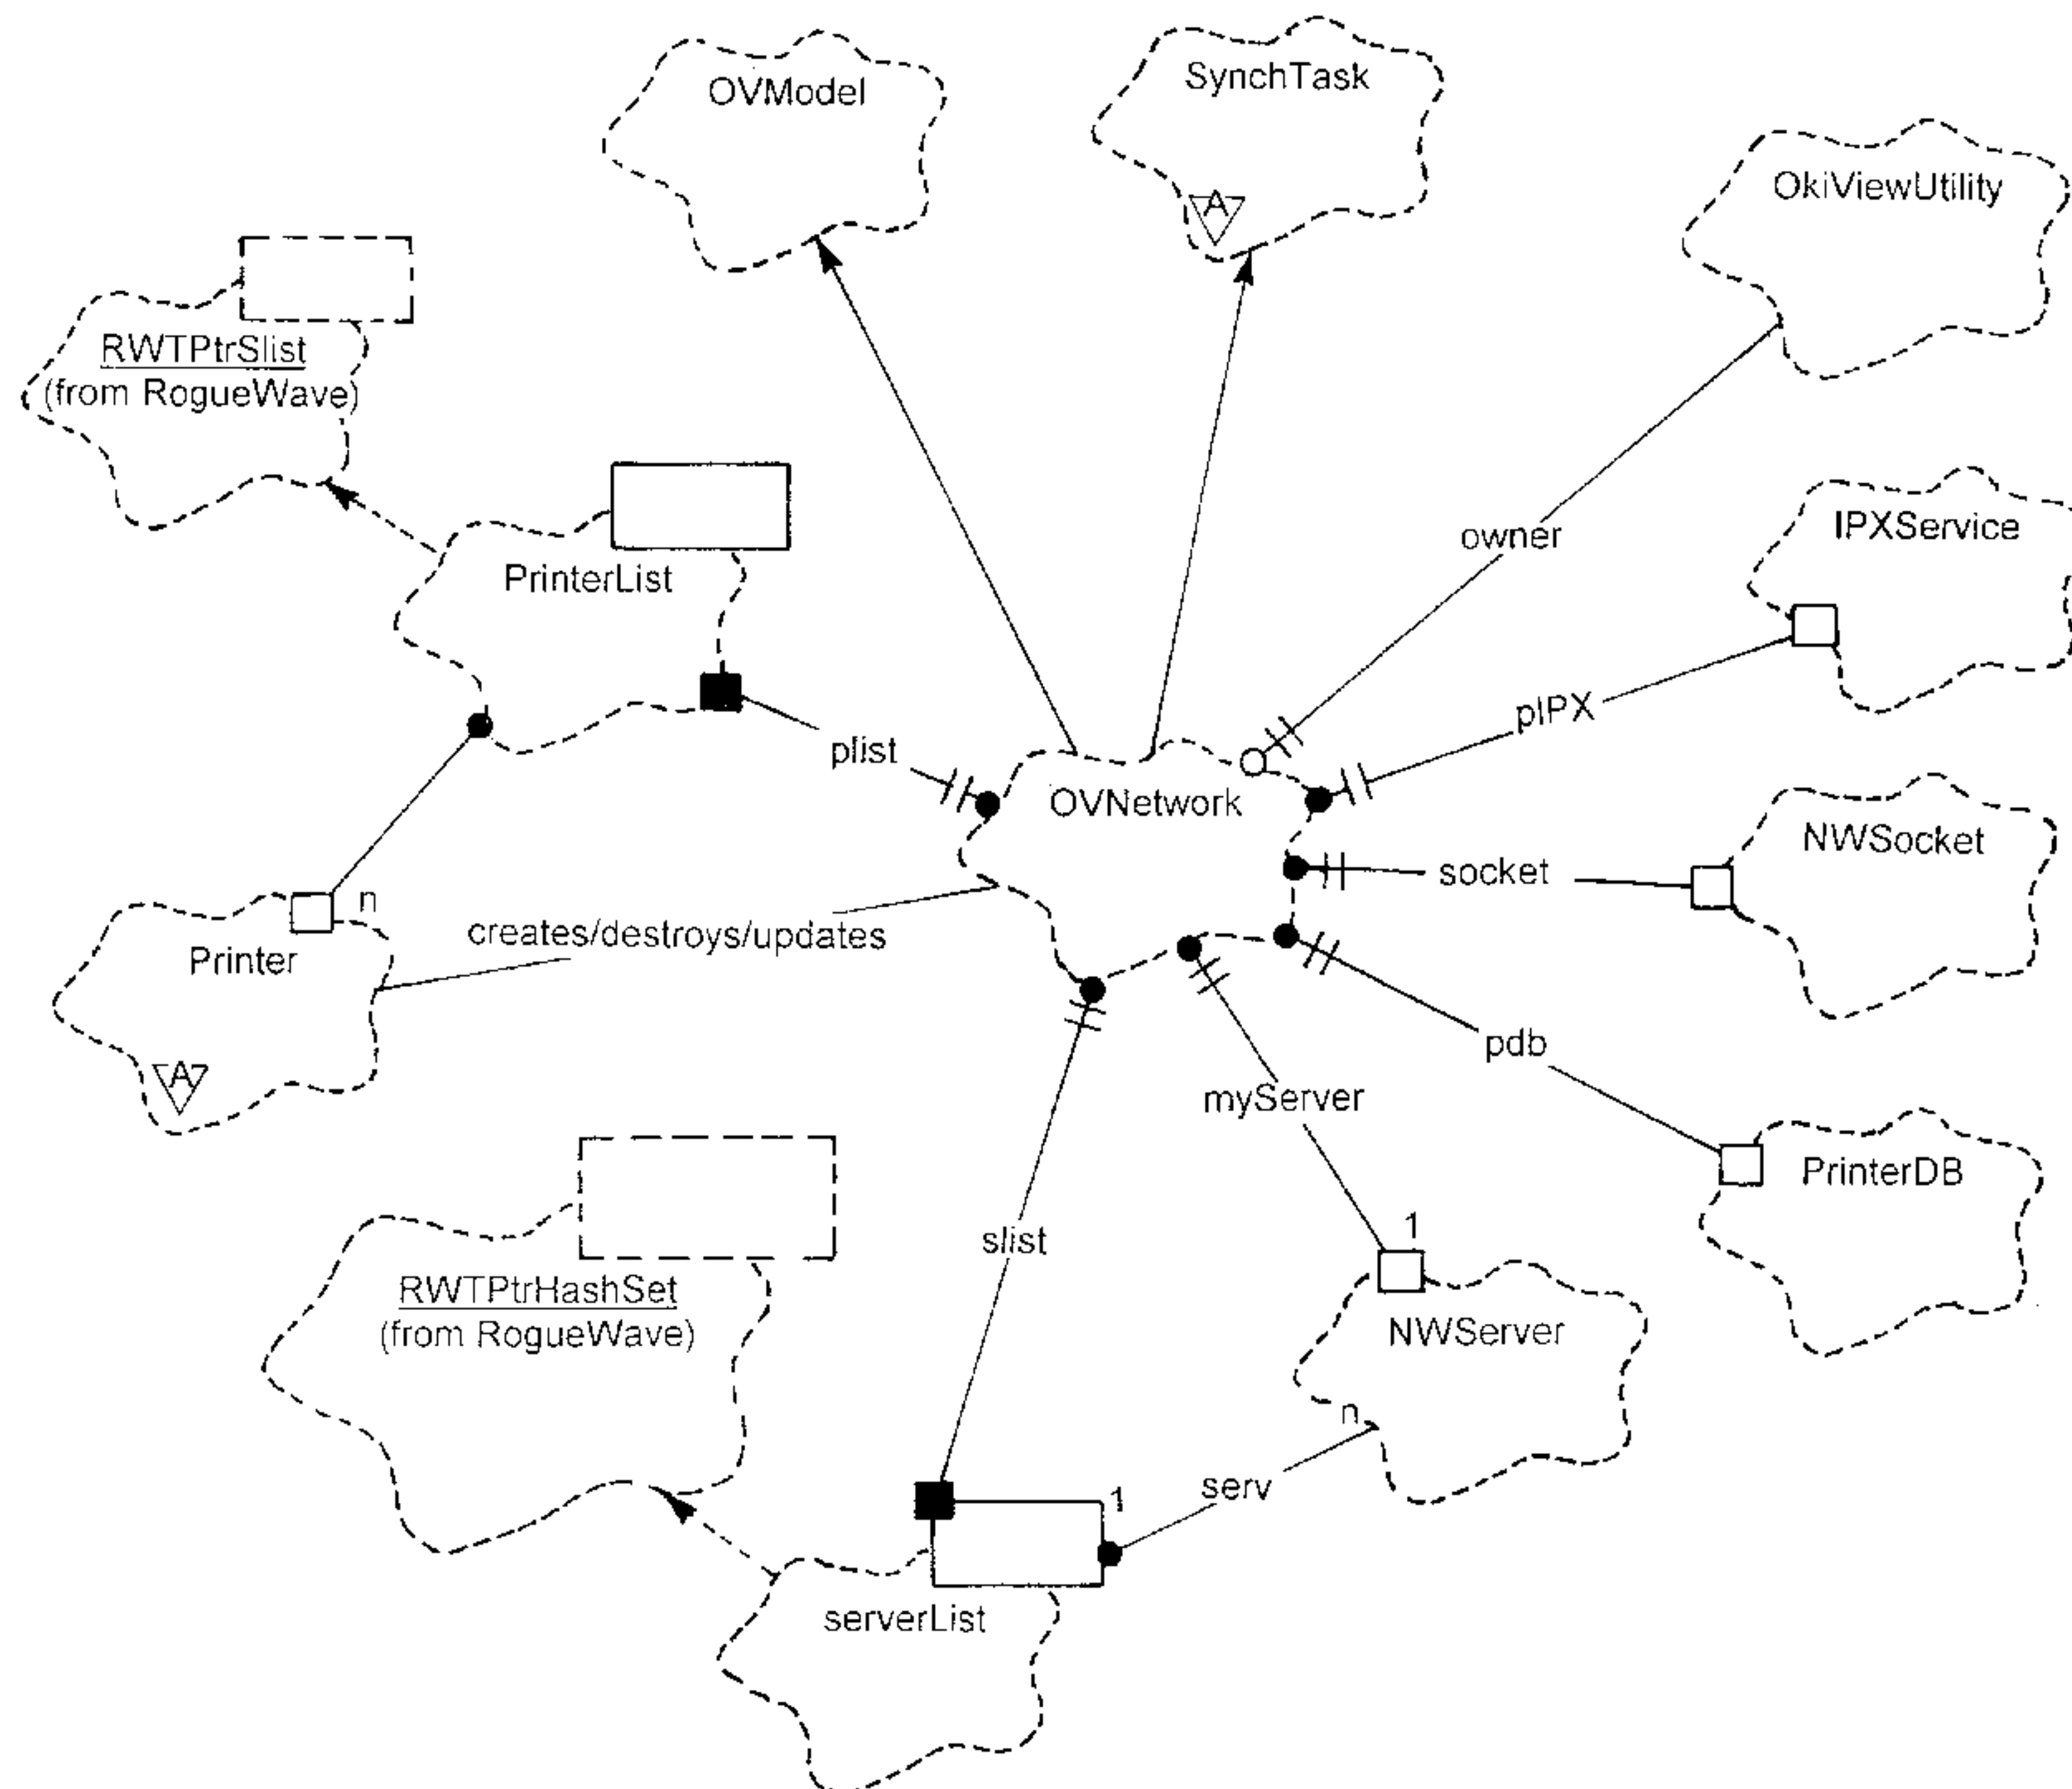 OVModel
SynchTask
A
OkiViewUtility
RWTPtrSlist
(from RogueWave)
PrinterList
owner
IPXService
pIPX
plist
OVNetwork
NWSocket
socket
n
Printer
A
creates/destroys/updates
pdb
myServer
PrinterDB
slist
1
NWServer
RWTPtrHashSet
(from RogueWave)
n
serv
1
serverList